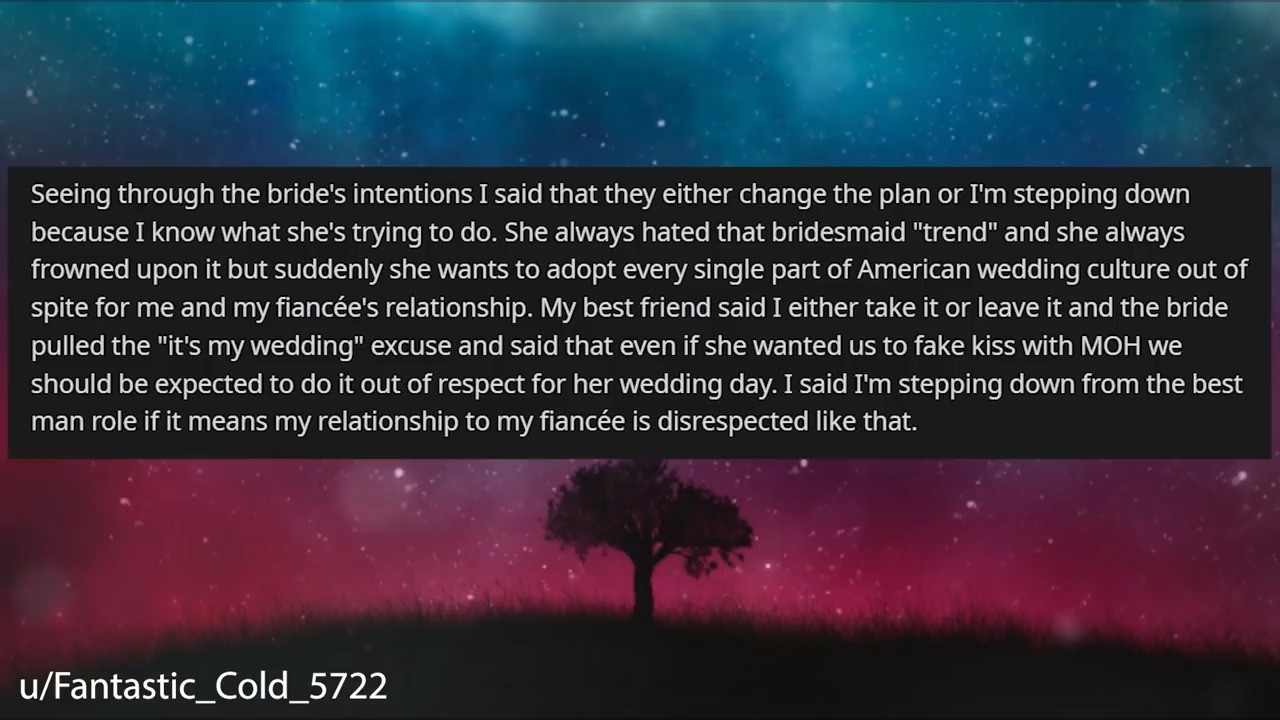 Seeing through the bride's intentions I said that they either change the plan or I'm stepping down
because I know what she's trying to do. She always hated that bridesmaid "trend" and she always
frowned upon it but suddenly she wants to adopt every single part of American wedding culture out of
spite for me and my fiancée's relationship. My best friend said I either take it or leave it and the bride
pulled the "it's my wedding" excuse and said that even if she wanted us to fake kiss with MOH we
should be expected to do it out of respect for her wedding day. I said I'm stepping down from the best
man role if it means my relationship to my fiancée is disrespected like that.
u/Fantastic_Cold_5722